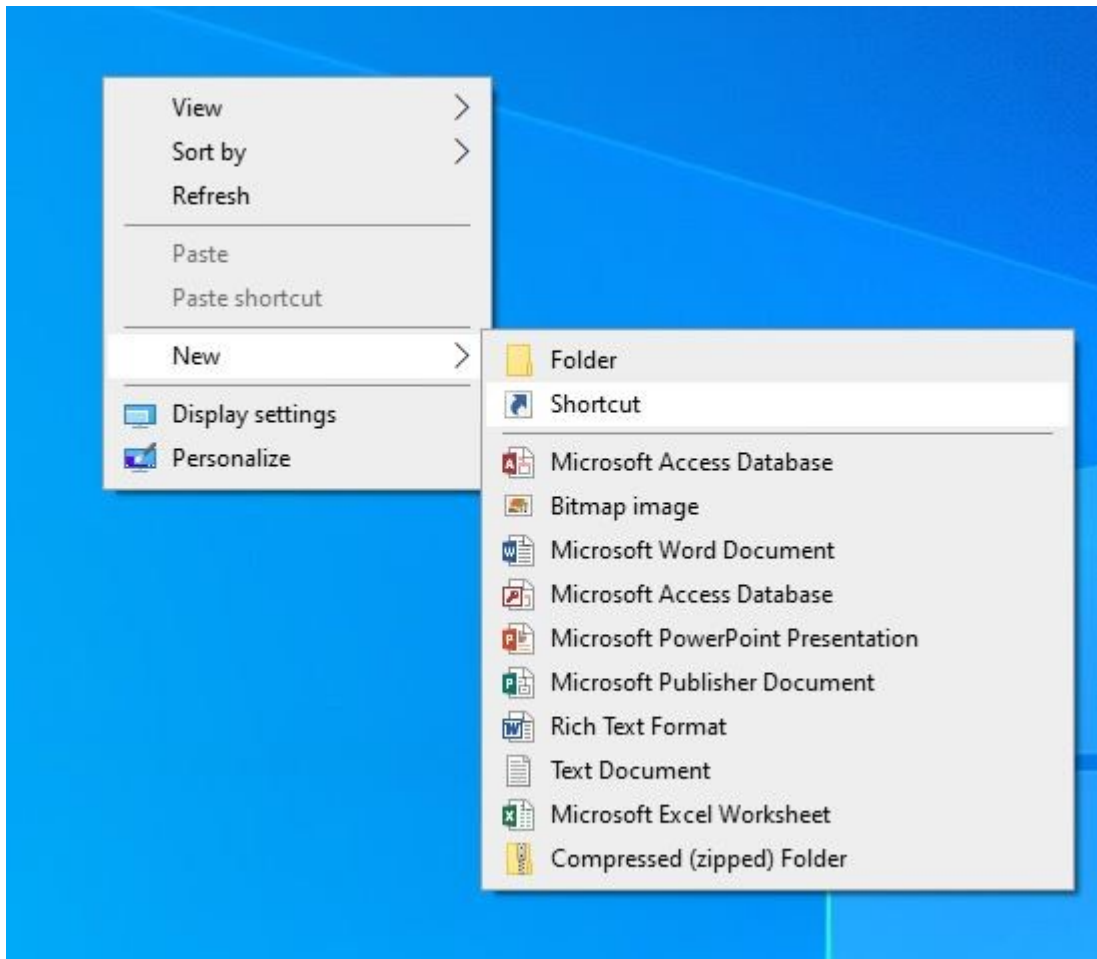 View
Sort by
Refresh
Paste
Paste shortcut
New
Display settings
Personalize
Folder
Shortcut
Microsoft Access Database
Bitmap image
Microsoft Word Document
Microsoft Access Database
Microsoft PowerPoint Presentation
Microsoft Publisher Document
Rich Text Format
Text Document
Microsoft Excel Worksheet
Compressed (zipped) Folder